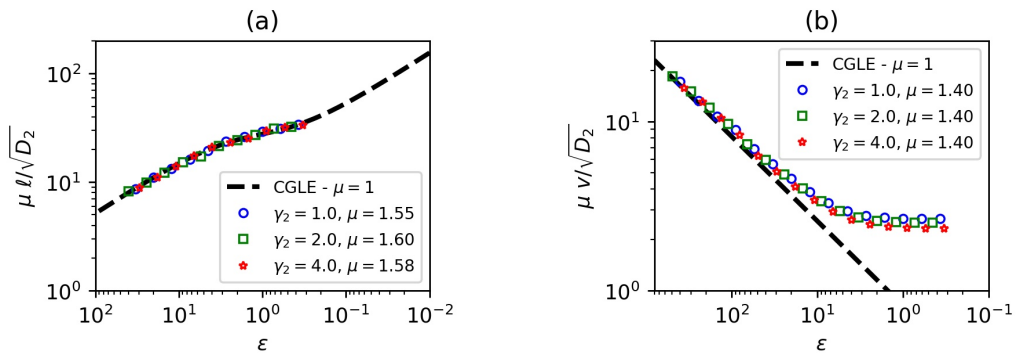 (a)
μ ℓ/√D₂
10²
10¹
10⁰
CGLE - μ = 1
γ₂ = 1.0, μ = 1.55
γ₂ = 2.0, μ = 1.60
γ₂ = 4.0, μ = 1.58
10² 10¹ 10⁰ 10⁻¹ 10⁻²
ε
(b)
μ v/√D₂
10¹
10⁰
CGLE - μ = 1
γ₂ = 1.0, μ = 1.40
γ₂ = 2.0, μ = 1.40
γ₂ = 4.0, μ = 1.40
10² 10¹ 10⁰ 10⁻¹
ε